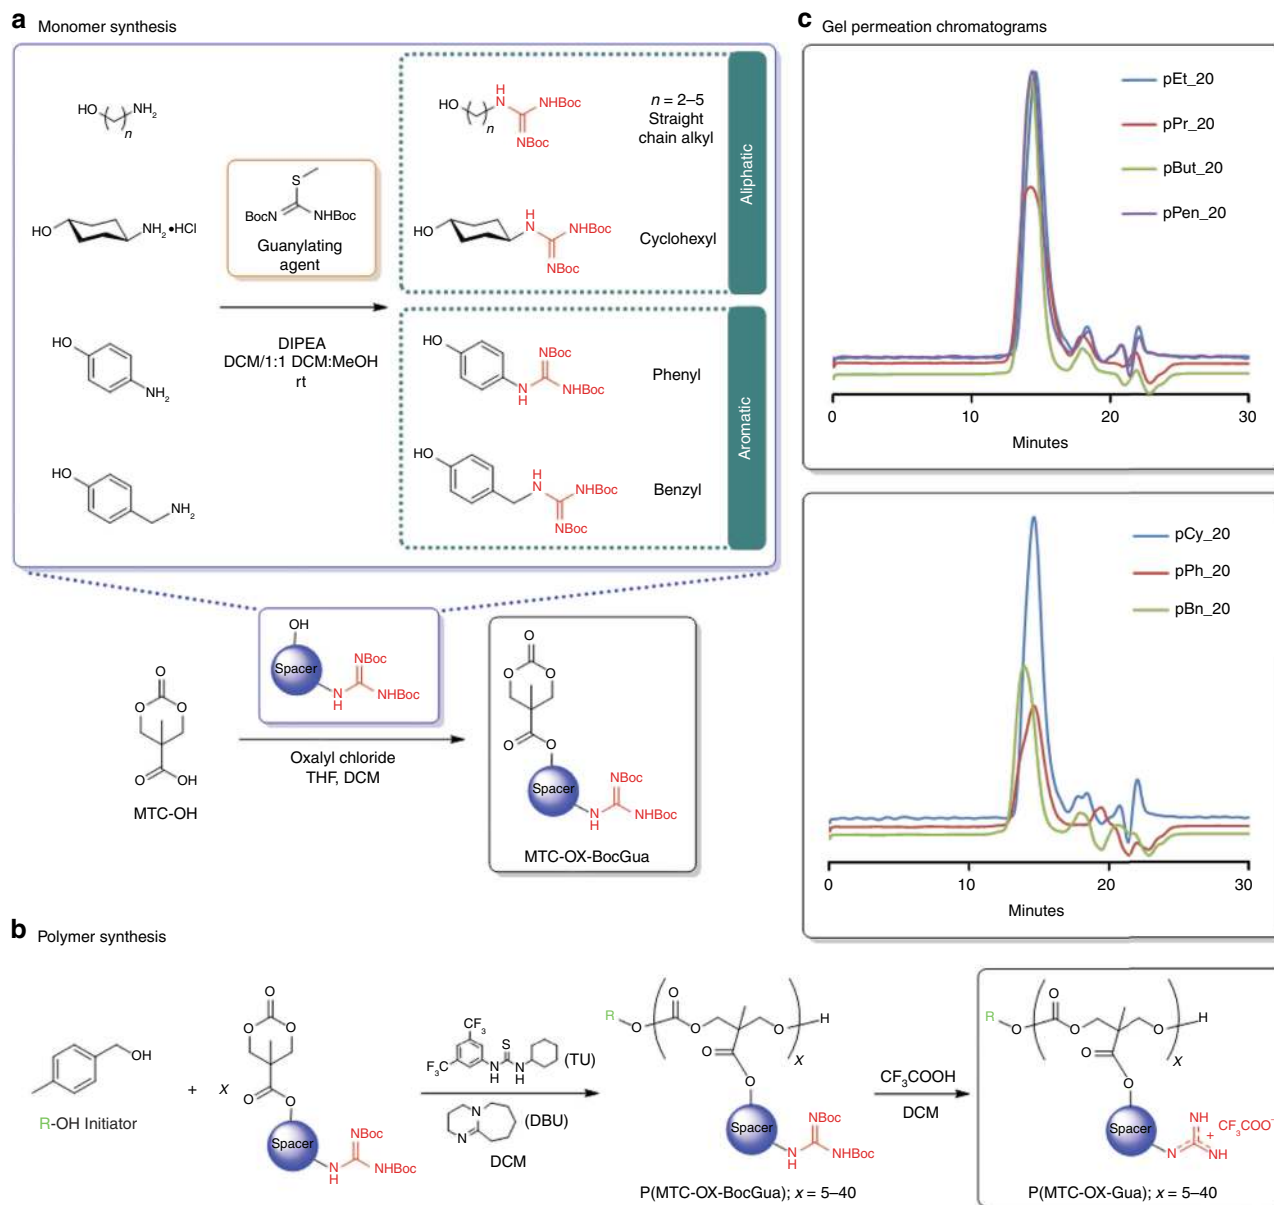 a Monomer synthesis
HO
NH2
n
HO
H
N
NHBoc
NBoc
n
n = 2–5
Straight
chain alkyl
HO
NH2•HCl
S
BocN
NHBoc
Guanylating
agent
HO
H
N
NHBoc
NBoc
Cyclohexyl
Aliphatic
DIPEA
DCM/1:1 DCM:MeOH
rt
HO
NH2
HO
NBoc
N
H
NHBoc
Phenyl
HO
NH2
HO
H
N
NHBoc
NBoc
Benzyl
Aromatic
O
O O
O
OH
MTC-OH
OH
Spacer
N
H
NBoc
NHBoc
Oxalyl chloride
THF, DCM
O
O O
O
O
Spacer
N
H
NBoc
NHBoc
MTC-OX-BocGua
c Gel permeation chromatograms
pEt_20
pPr_20
pBut_20
pPen_20
0 10 20 30
Minutes
pCy_20
pPh_20
pBn_20
0 10 20 30
Minutes
b Polymer synthesis
OH
R-OH Initiator
+ X
O
O O
O
O
Spacer
N
H
NBoc
NHBoc
CF3
F3C
S
N
H
N
H
(TU)
N
N
(DBU)
DCM
R
O
O
O
O
H
X
O
O
Spacer
N
H
NBoc
NHBoc
P(MTC-OX-BocGua); x = 5–40
CF3COOH
DCM
R
O
O
O
O
H
X
O
O
Spacer
N
NH
+
NH
CF3COO−
P(MTC-OX-Gua); x = 5–40